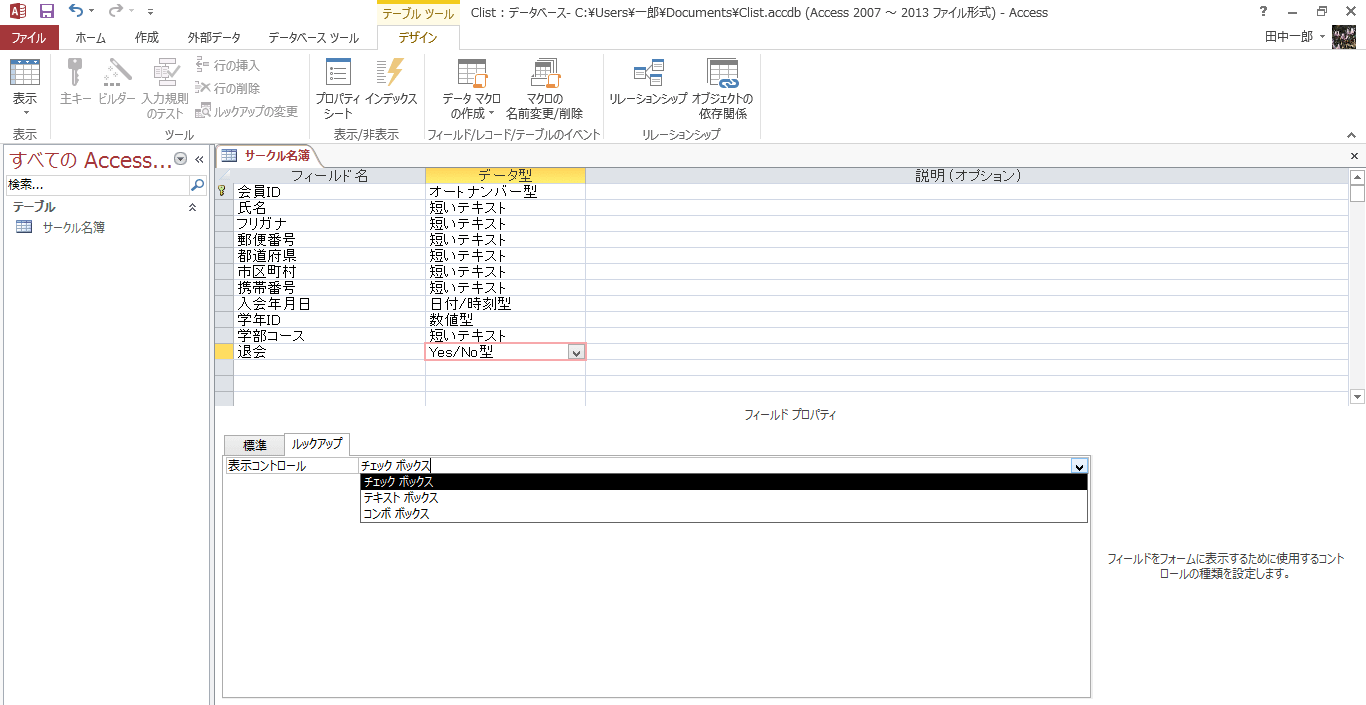 テーブル ツール
Clist : データベース- C:¥Users¥一郎¥Documents¥Clist.accdb (Access 2007 ～ 2013 ファイル形式) - Access
?
ファイル ホーム 作成 外部データ データベース ツール デザイン
田中一郎
表示
主キー
ビルダー
入力規則
のテスト
行の挿入
行の削除
ルックアップの変更
プロパティ
シート
インデックス
データ マクロ
の作成
マクロの
名前変更/削除
リレーションシップ
オブジェクトの
依存関係
表示 ツール 表示/非表示 フィールド/レコード/テーブルのイベント リレーションシップ
すべての Access...
検索...
テーブル
サークル名簿
サークル名簿
フィールド名 データ型 説明(オプション)
会員ID オートナンバー型
氏名 短いテキスト
フリガナ 短いテキスト
郵便番号 短いテキスト
都道府県 短いテキスト
市区町村 短いテキスト
携帯番号 短いテキスト
入会年月日 日付/時刻型
学年ID 数値型
学部コース 短いテキスト
退会 Yes/No型
フィールド プロパティ
標準 ルックアップ
表示コントロール チェック ボックス
チェック ボックス
テキスト ボックス
コンボ ボックス
フィールドをフォームに表示するために使用するコント
ロールの種類を設定します。